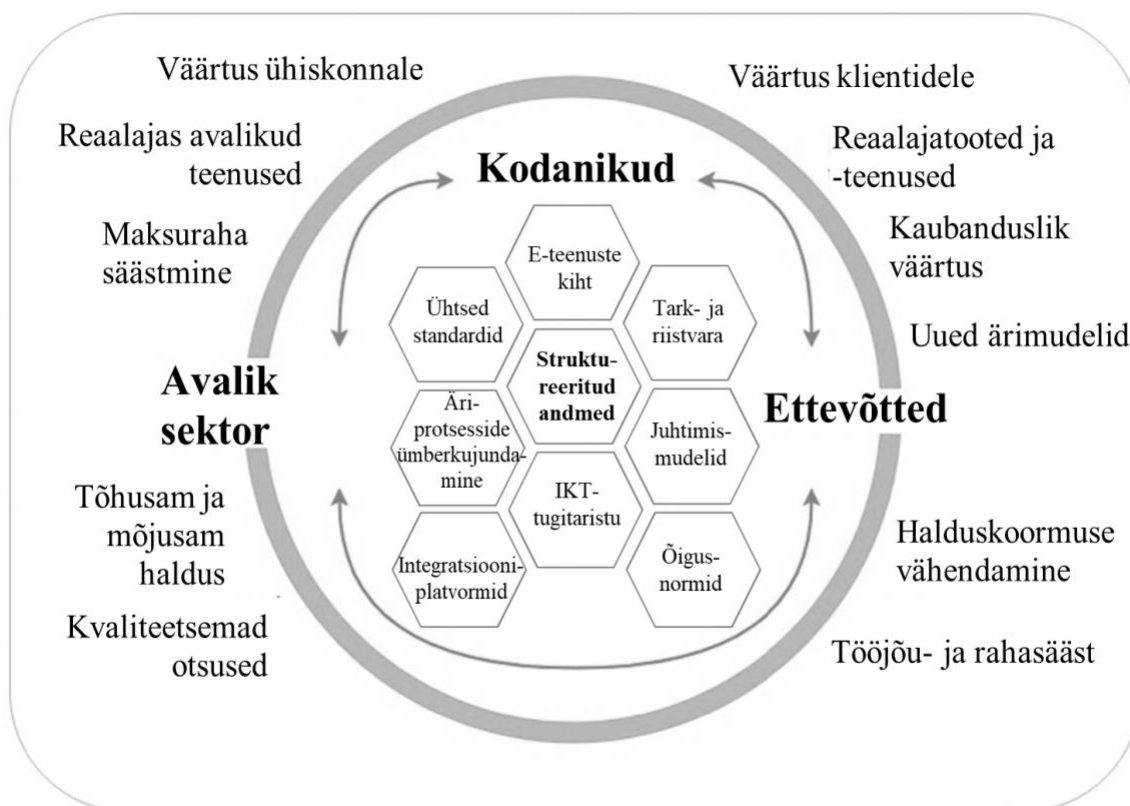 Väärtus ühiskonnale
Väärtus klientidele
Reaalajas avalikud
teenused
Reaalajatooted ja
-teenused
Kodanikud
Maksuraha
säästmine
Kaubanduslik
väärtus
E-teenuste
kiht
Ühtsed
standardid
Tark- ja
riistvara
Uued ärimudelid
Struktu-
reeritud
andmed
Avalik
sektor
Ettevõtted
Äri-
protsesside
ümberkujunda-
mine
Juhtimis-
mudelid
IKT-
tugitaristu
Tõhusam ja
mõjusam
haldus
Halduskoormuse
vähendamine
Integratsiooni-
platvormid
Õigus-
normid
Kvaliteetsemad
otsused
Tööjõu- ja rahasääst